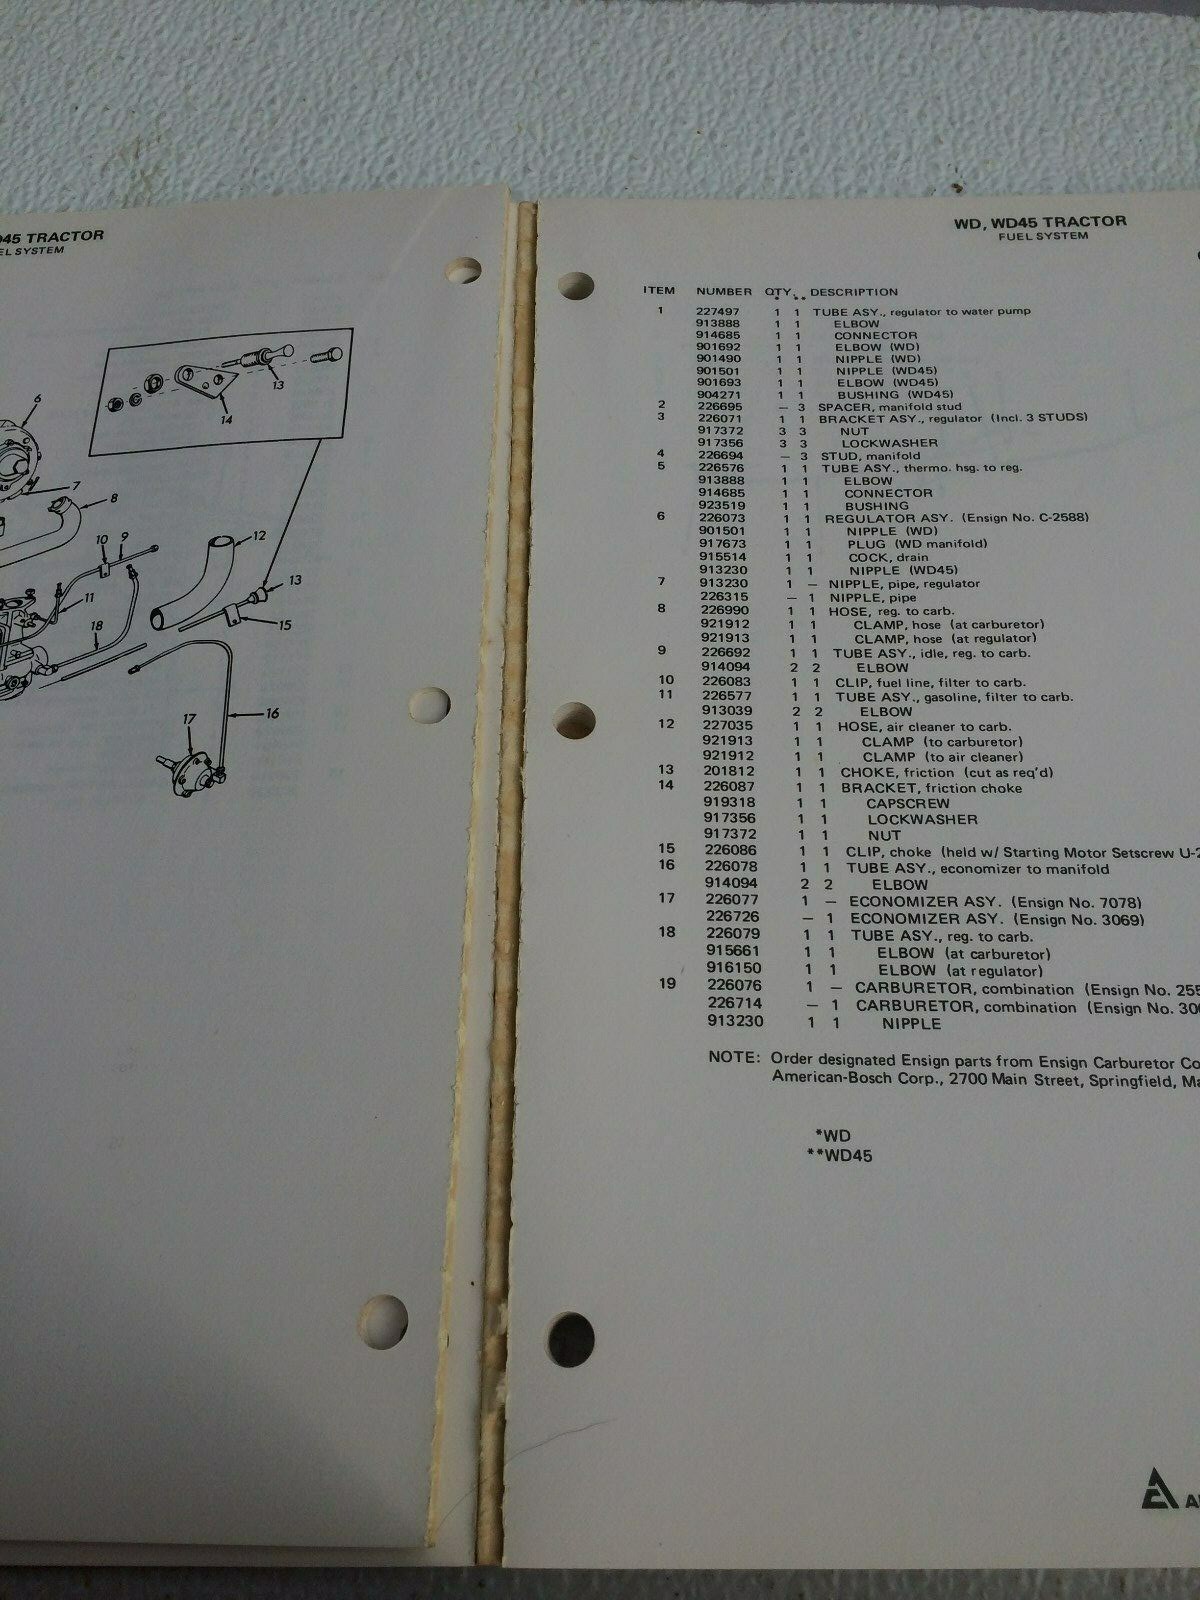 45 TRACTOR
EL SYSTEM
6
7
8
9
10
11
12
13
13
14
15
16
17
18
WD, WD45 TRACTOR
FUEL SYSTEM
ITEM NUMBER QTY. DESCRIPTION
* **
1 227497 1 1 TUBE ASY., regulator to water pump
913888 1 1 ELBOW
914685 1 1 CONNECTOR
901692 1 1 ELBOW (WD)
901490 1 1 NIPPLE (WD)
901501 1 1 NIPPLE (WD45)
901693 1 1 ELBOW (WD45)
904271 1 1 BUSHING (WD45)
2 226695 – 3 SPACER, manifold stud
3 226071 1 1 BRACKET ASY., regulator (Incl. 3 STUDS)
917372 3 3 NUT
917356 3 3 LOCKWASHER
4 226694 – 3 STUD, manifold
5 226576 1 1 TUBE ASY., thermo. hsg. to reg.
913888 1 1 ELBOW
914685 1 1 CONNECTOR
923519 1 1 BUSHING
6 226073 1 1 REGULATOR ASY. (Ensign No. C-2588)
901501 1 1 NIPPLE (WD)
917673 1 1 PLUG (WD manifold)
915514 1 1 COCK, drain
913230 1 1 NIPPLE (WD45)
7 913230 1 – NIPPLE, pipe, regulator
226315 – 1 NIPPLE, pipe
8 226990 1 1 HOSE, reg. to carb.
921912 1 1 CLAMP, hose (at carburetor)
921913 1 1 CLAMP, hose (at regulator)
9 226692 1 1 TUBE ASY., idle, reg. to carb.
914094 2 2 ELBOW
10 226083 1 1 CLIP, fuel line, filter to carb.
11 226577 1 1 TUBE ASY., gasoline, filter to carb.
913039 2 2 ELBOW
12 227035 1 1 HOSE, air cleaner to carb.
921913 1 1 CLAMP (to carburetor)
921912 1 1 CLAMP (to air cleaner)
13 201812 1 1 CHOKE, friction (cut as req'd)
14 226087 1 1 BRACKET, friction choke
919318 1 1 CAPSCREW
917356 1 1 LOCKWASHER
917372 1 1 NUT
15 226086 1 1 CLIP, choke (held w/ Starting Motor Setscrew U-2
16 226078 1 1 TUBE ASY., economizer to manifold
914094 2 2 ELBOW
17 226077 1 – ECONOMIZER ASY. (Ensign No. 7078)
226726 – 1 ECONOMIZER ASY. (Ensign No. 3069)
18 226079 1 1 TUBE ASY., reg. to carb.
915661 1 1 ELBOW (at carburetor)
916150 1 1 ELBOW (at regulator)
19 226076 1 – CARBURETOR, combination (Ensign No. 255
226714 – 1 CARBURETOR, combination (Ensign No. 30
913230 1 1 NIPPLE
NOTE: Order designated Ensign parts from Ensign Carburetor Co
American-Bosch Corp., 2700 Main Street, Springfield, Ma
*WD
**WD45